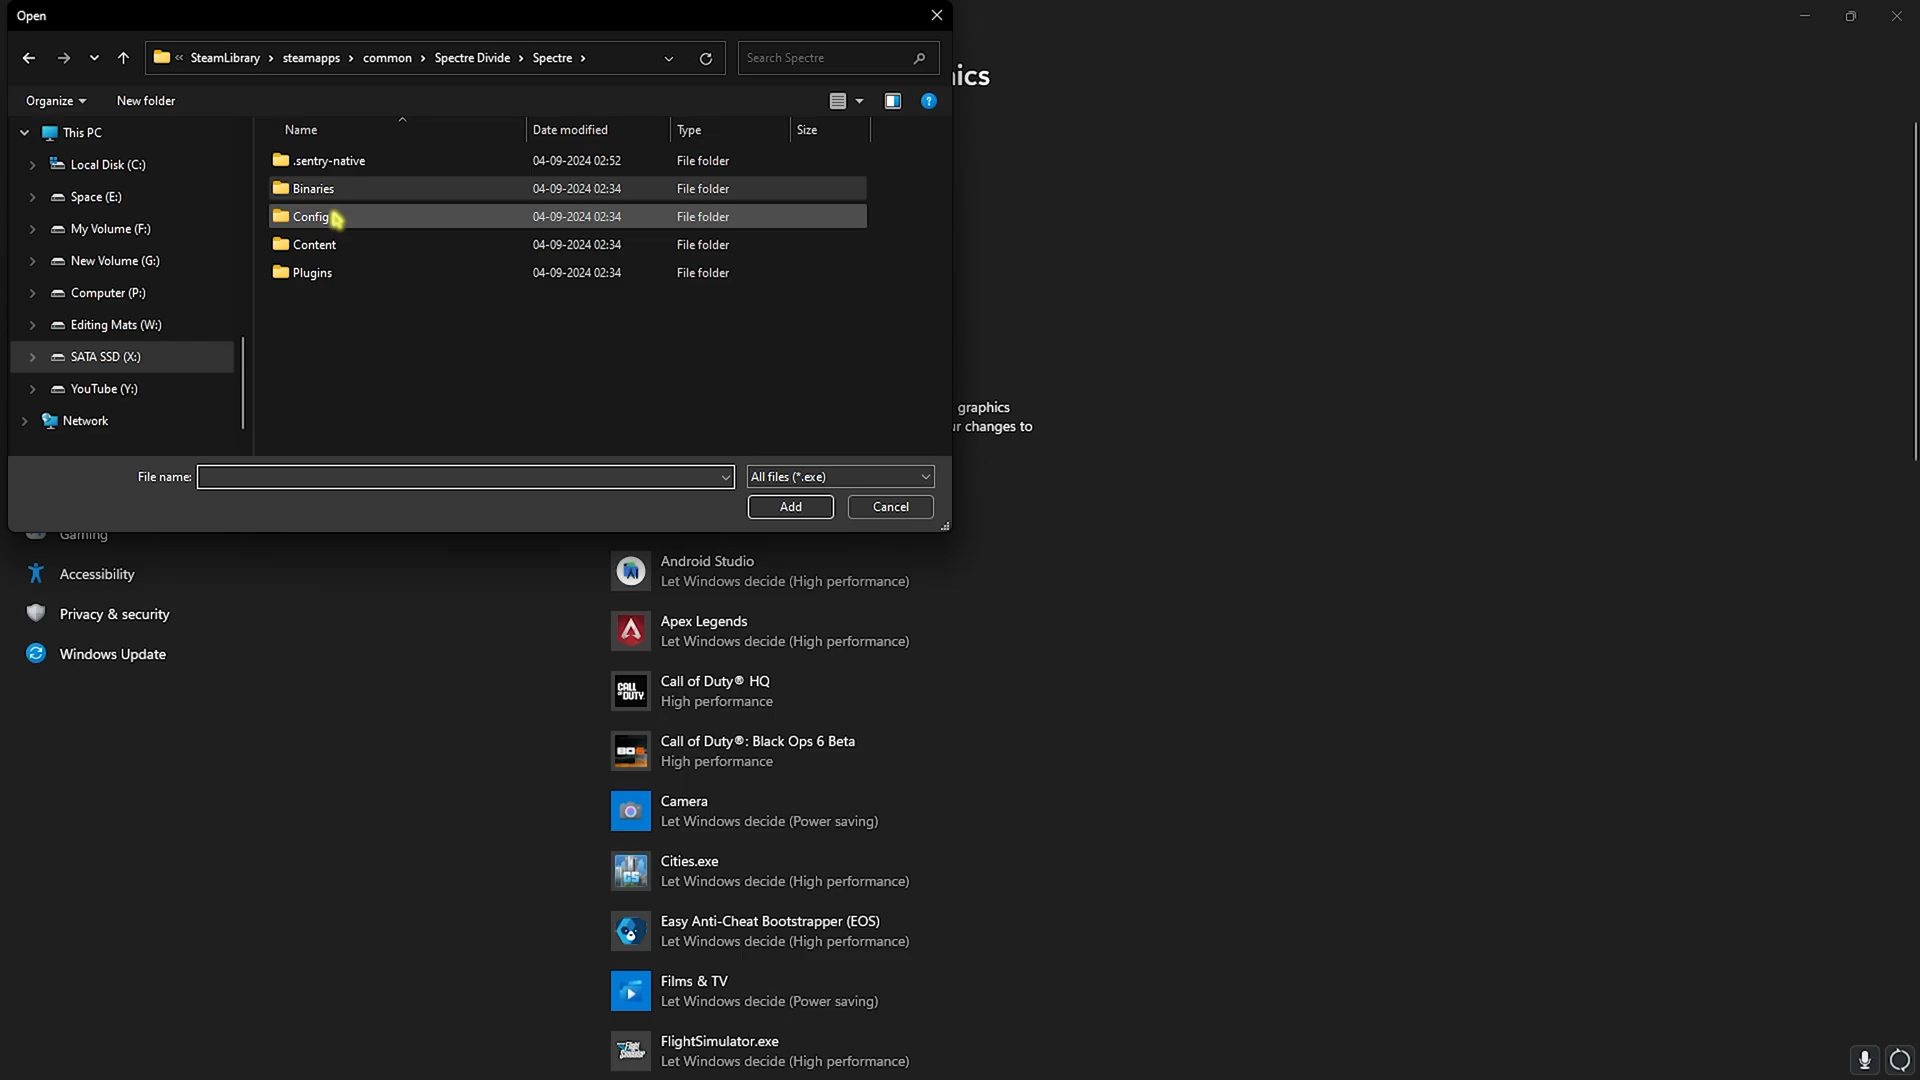 Open
SteamLibrary › steamapps › common › Spectre Divide › Spectre ›
Search Spectre
ics
Organize
New folder
?
Name
Date modified
Type
Size
This PC
Local Disk (C:)
Space (E:)
My Volume (F:)
New Volume (G:)
Computer (P:)
Editing Mats (W:)
SATA SSD (X:)
YouTube (Y:)
Network
.sentry-native 04-09-2024 02:52 File folder
Binaries 04-09-2024 02:34 File folder
Config 04-09-2024 02:34 File folder
Content 04-09-2024 02:34 File folder
Plugins 04-09-2024 02:34 File folder
graphics
ur changes to
File name:
All files (*.exe)
Add
Cancel
Gaming
Accessibility
Privacy & security
Windows Update
Android Studio
Let Windows decide (High performance)
Apex Legends
Let Windows decide (High performance)
CALL OF DUTY
Call of Duty® HQ
High performance
BO6
Call of Duty®: Black Ops 6 Beta
High performance
Camera
Let Windows decide (Power saving)
CS
Cities.exe
Let Windows decide (High performance)
Easy Anti-Cheat Bootstrapper (EOS)
Let Windows decide (High performance)
Films & TV
Let Windows decide (Power saving)
FlightSimulator.exe
Let Windows decide (High performance)